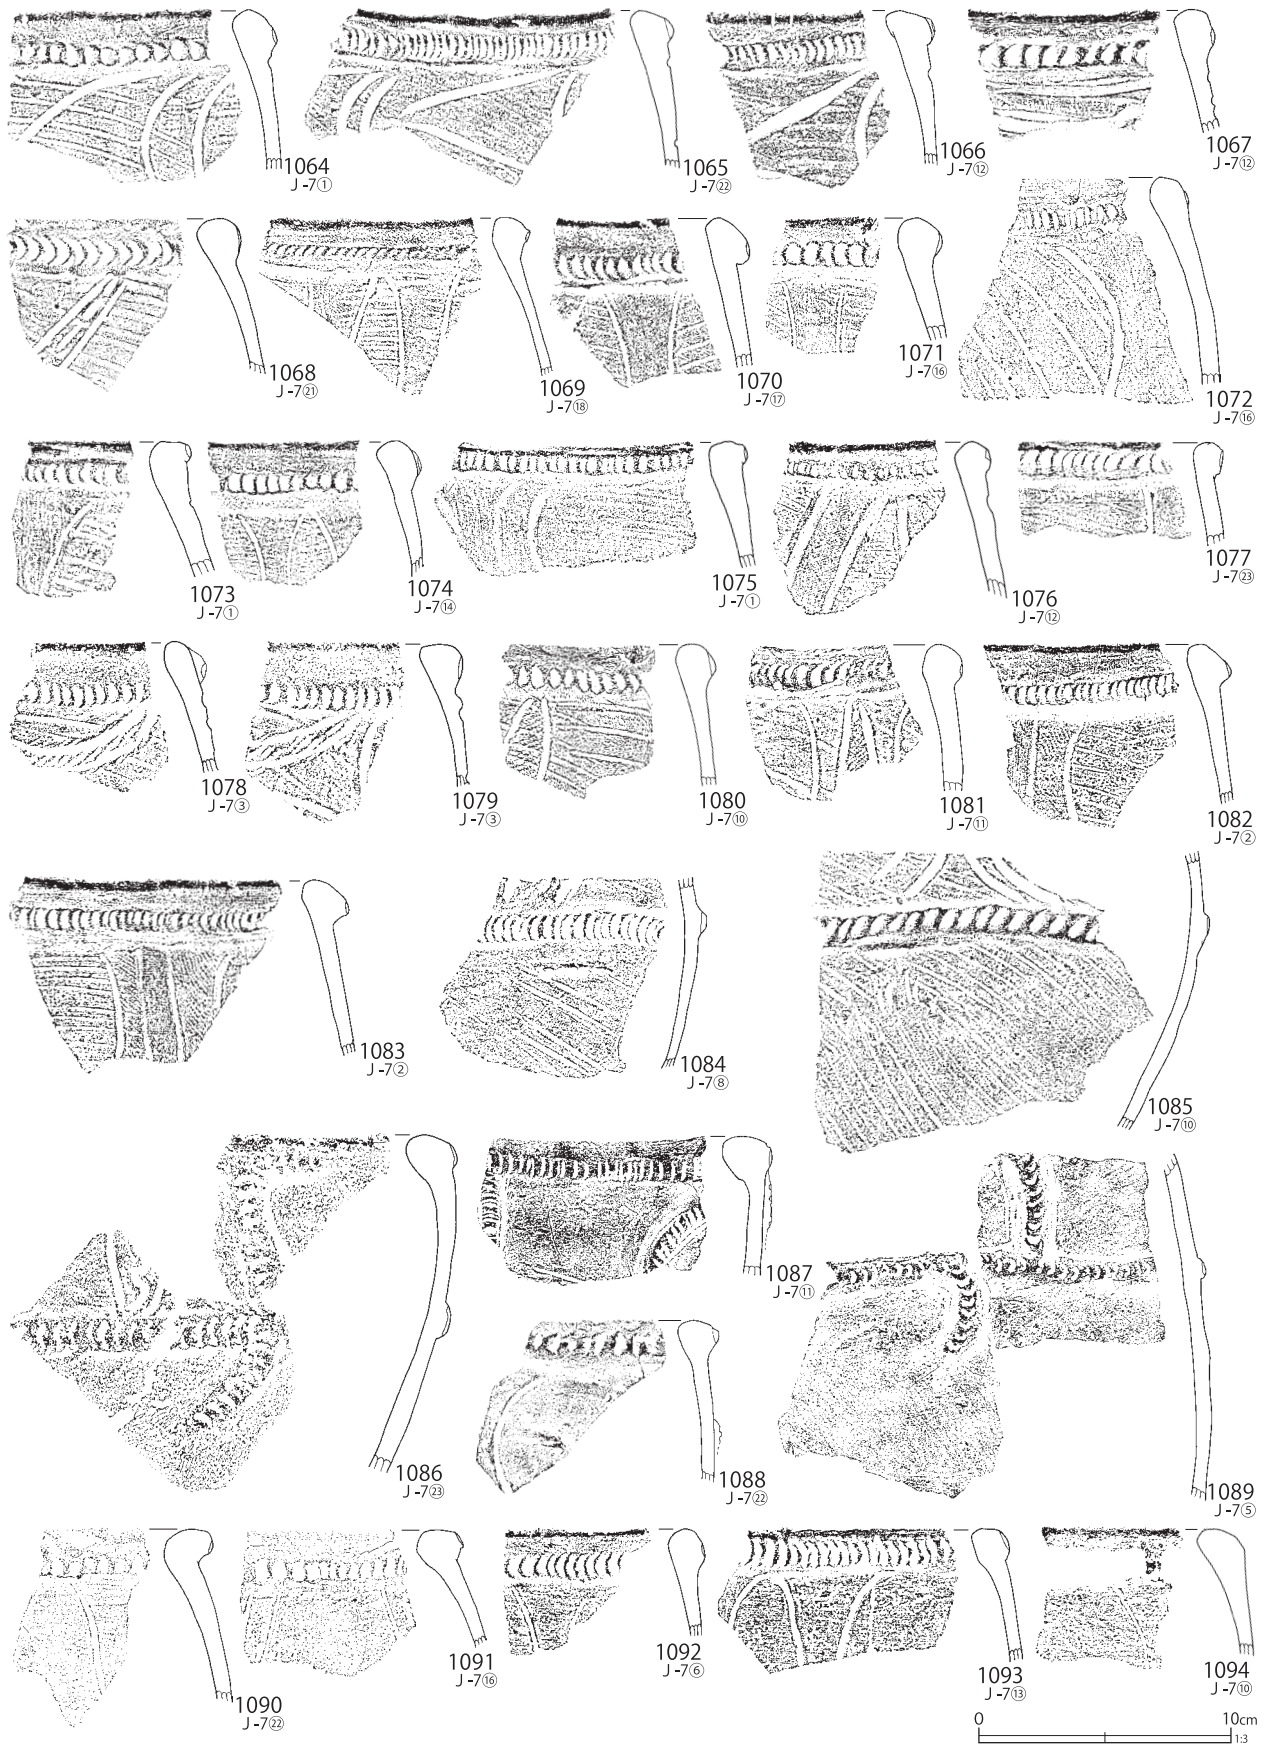 1064
J-7①
1065
J-7㉒
1066
J-7⑫
1067
J-7⑫
1068
J-7㉑
1069
J-7⑱
1070
J-7⑰
1071
J-7⑯
1072
J-7⑯
1073
J-7①
1074
J-7⑭
1075
J-7①
1076
J-7⑫
1077
J-7㉓
1078
J-7③
1079
J-7③
1080
J-7⑩
1081
J-7⑪
1082
J-7②
1083
J-7②
1084
J-7⑧
1085
J-7⑩
1086
J-7㉓
1087
J-7⑪
1088
J-7㉒
1089
J-7⑤
1090
J-7㉒
1091
J-7⑯
1092
J-7⑥
1093
J-7⑬
1094
J-7⑩
0 10cm
1:3